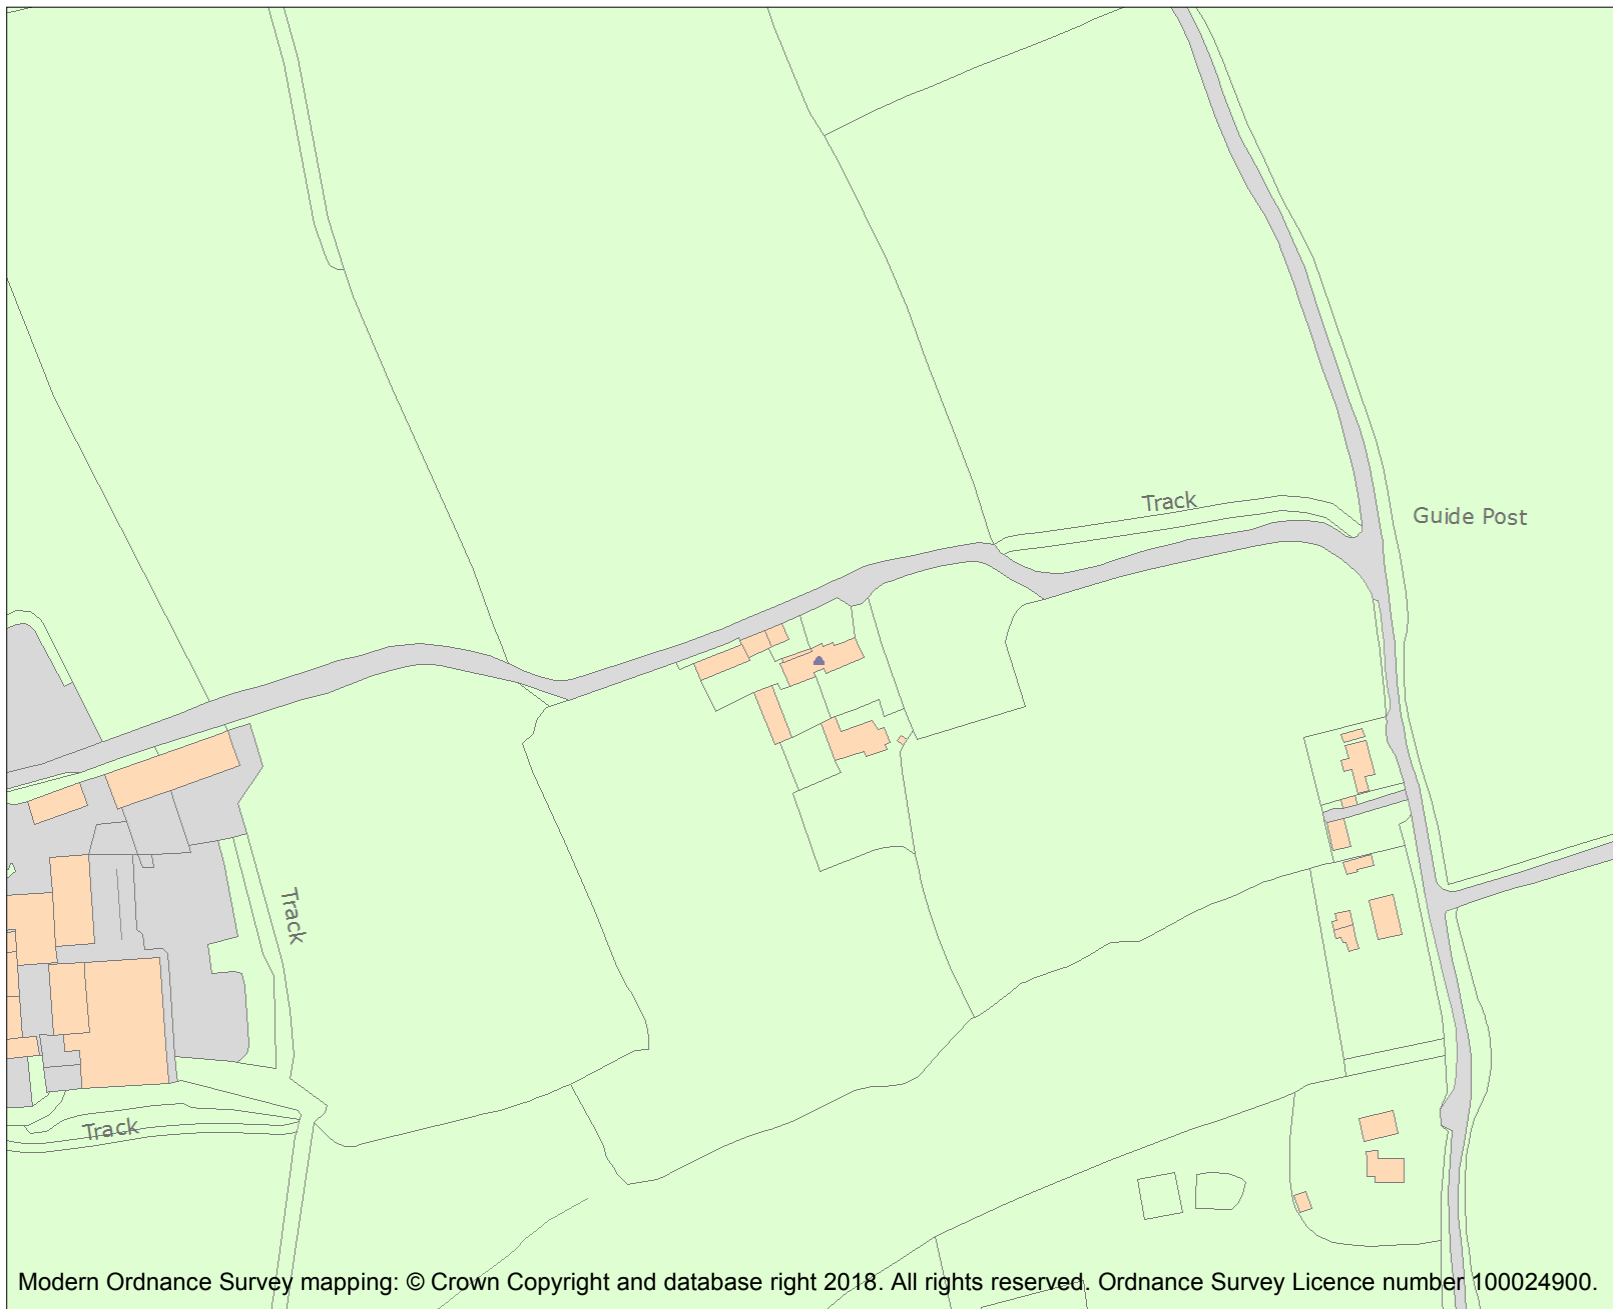 Track
Guide Post
Track
Track
Modern Ordnance Survey mapping: © Crown Copyright and database right 2018. All rights reserved. Ordnance Survey Licence number 100024900.